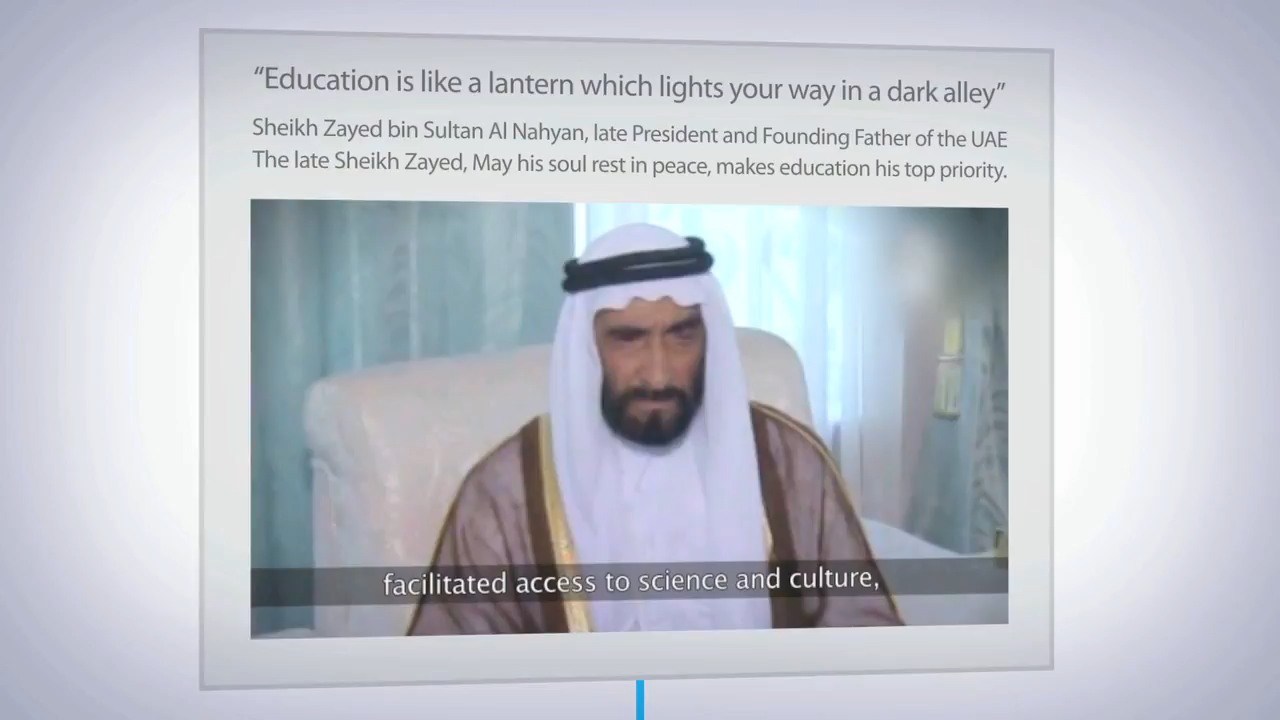 “Education is like a lantern which lights your way in a dark alley”
Sheikh Zayed bin Sultan Al Nahyan, late President and Founding Father of the UAE
The late Sheikh Zayed, May his soul rest in peace, makes education his top priority.
facilitated access to science and culture,